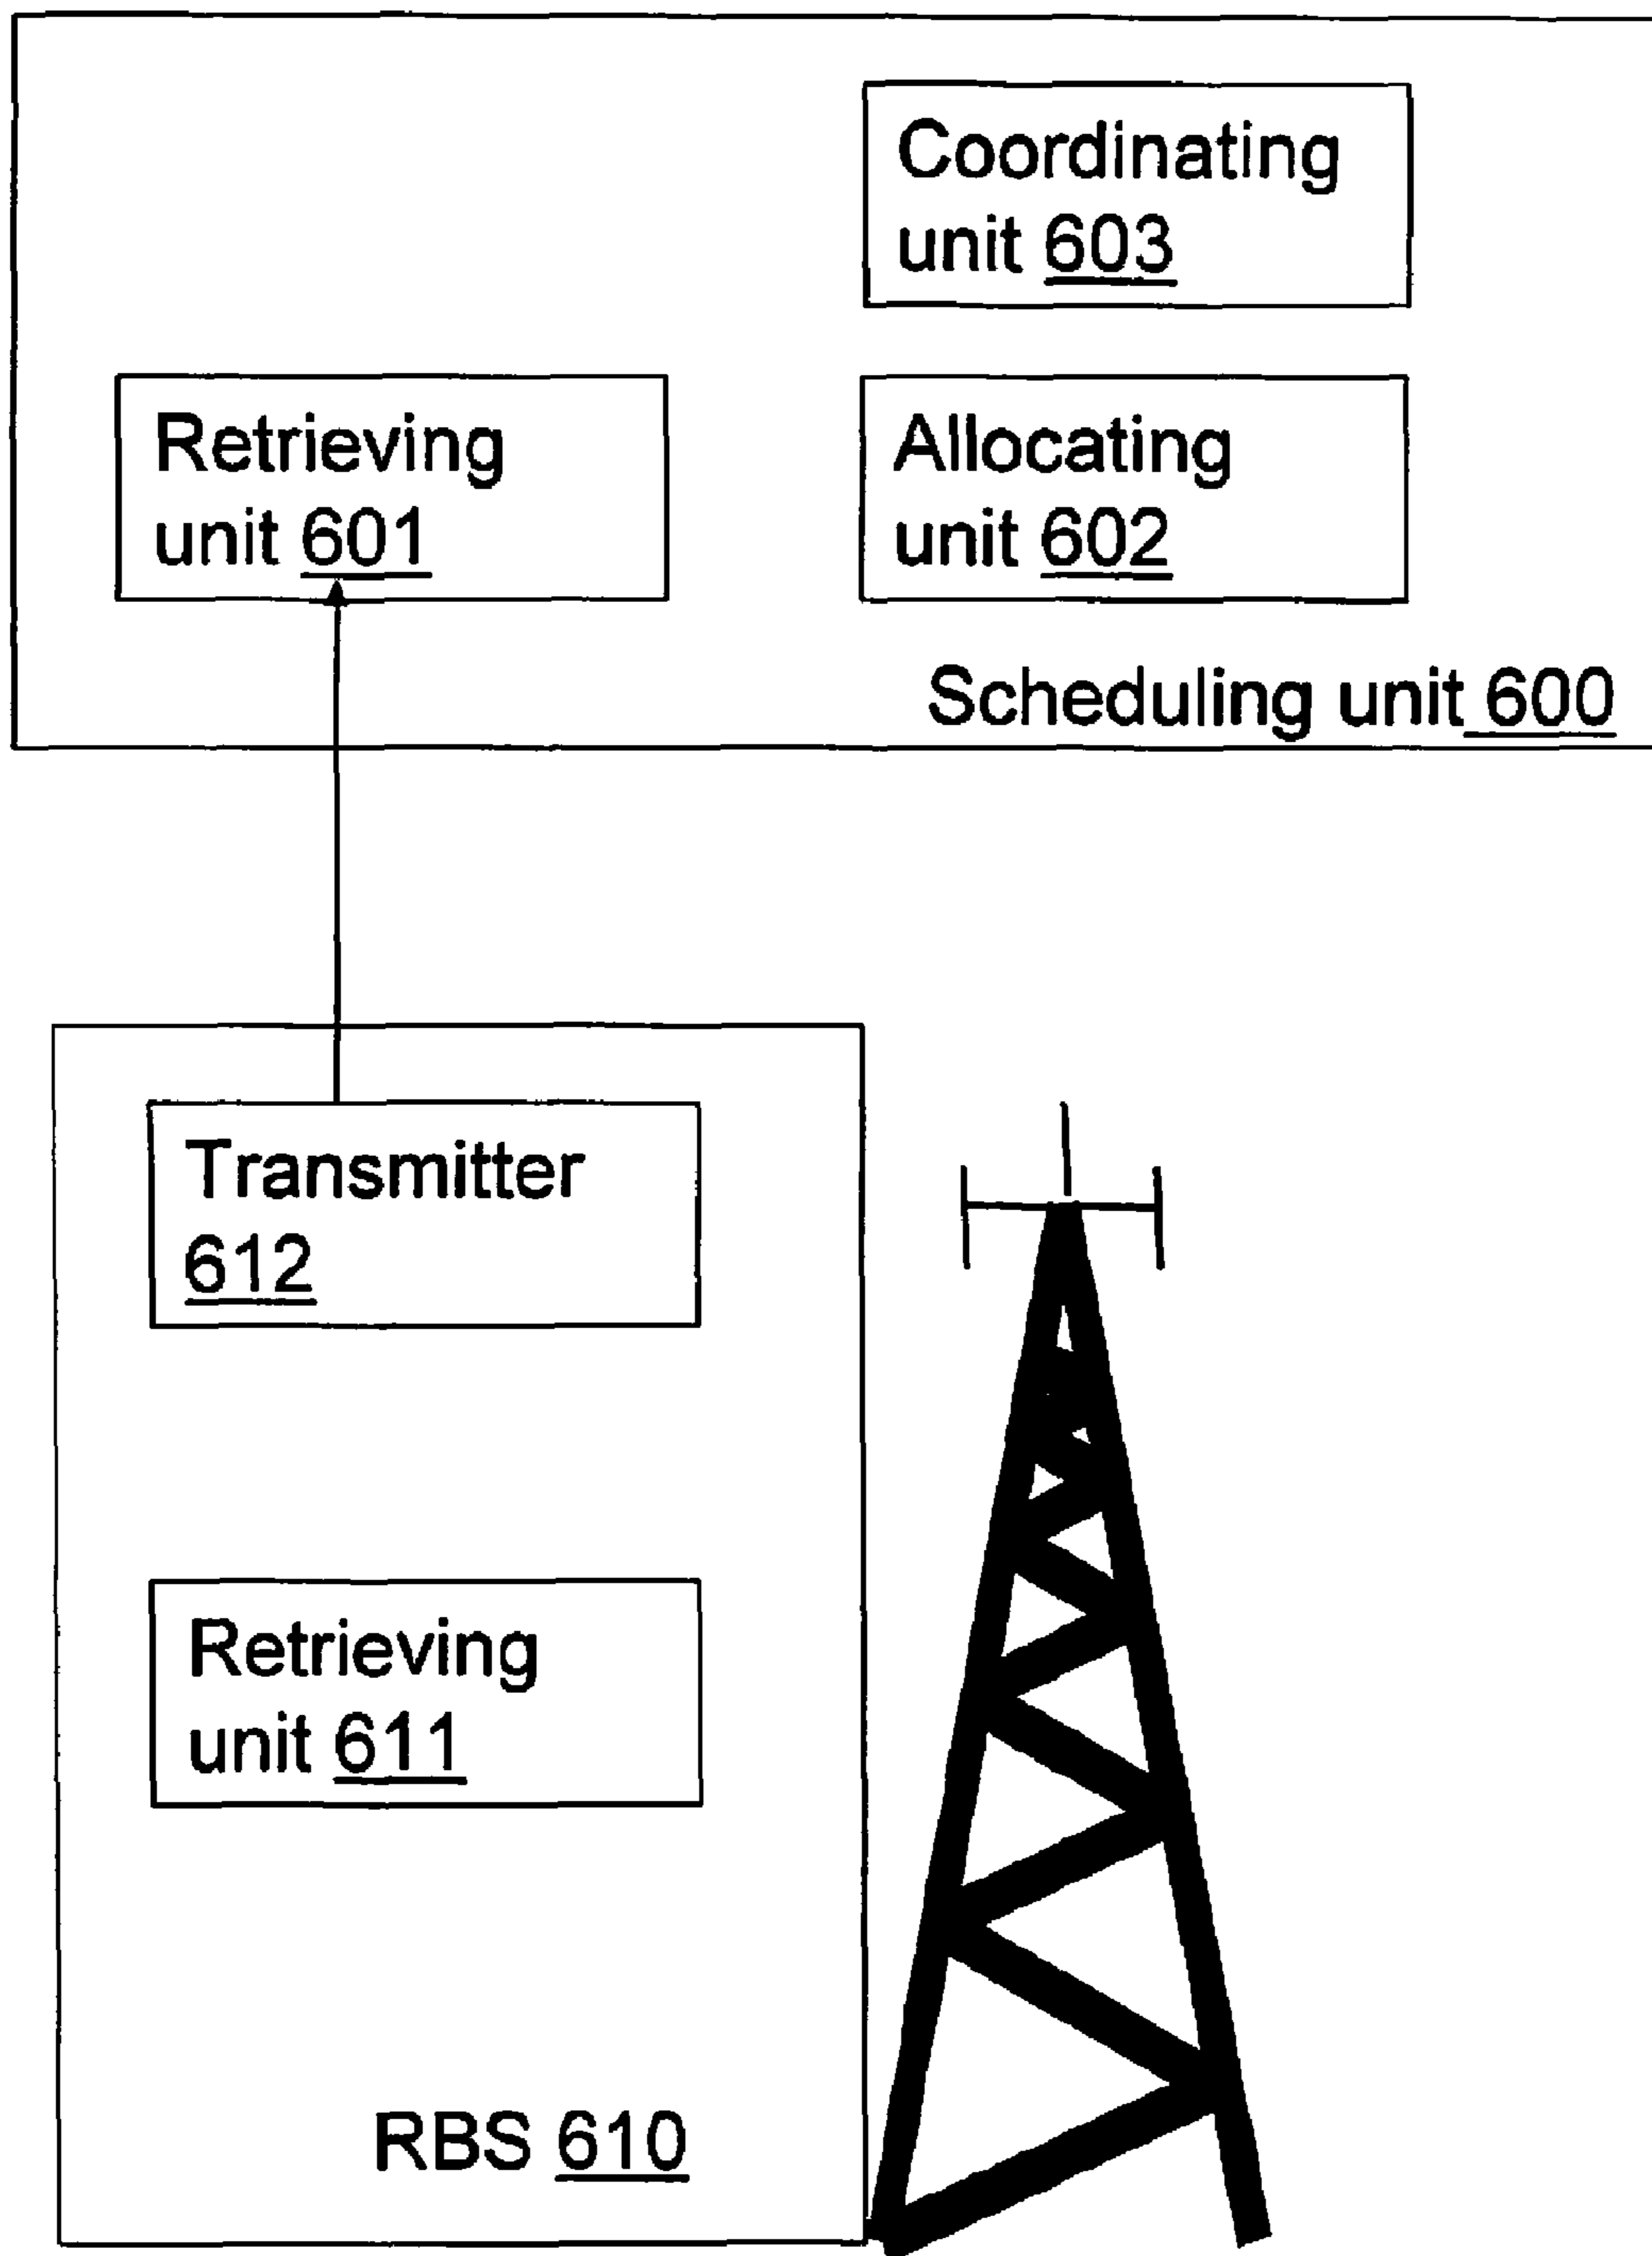 Coordinating
unit 603
Retrieving
unit 601
Allocating
unit 602
Scheduling unit 600
Transmitter
612
Retrieving
unit 611
RBS 610